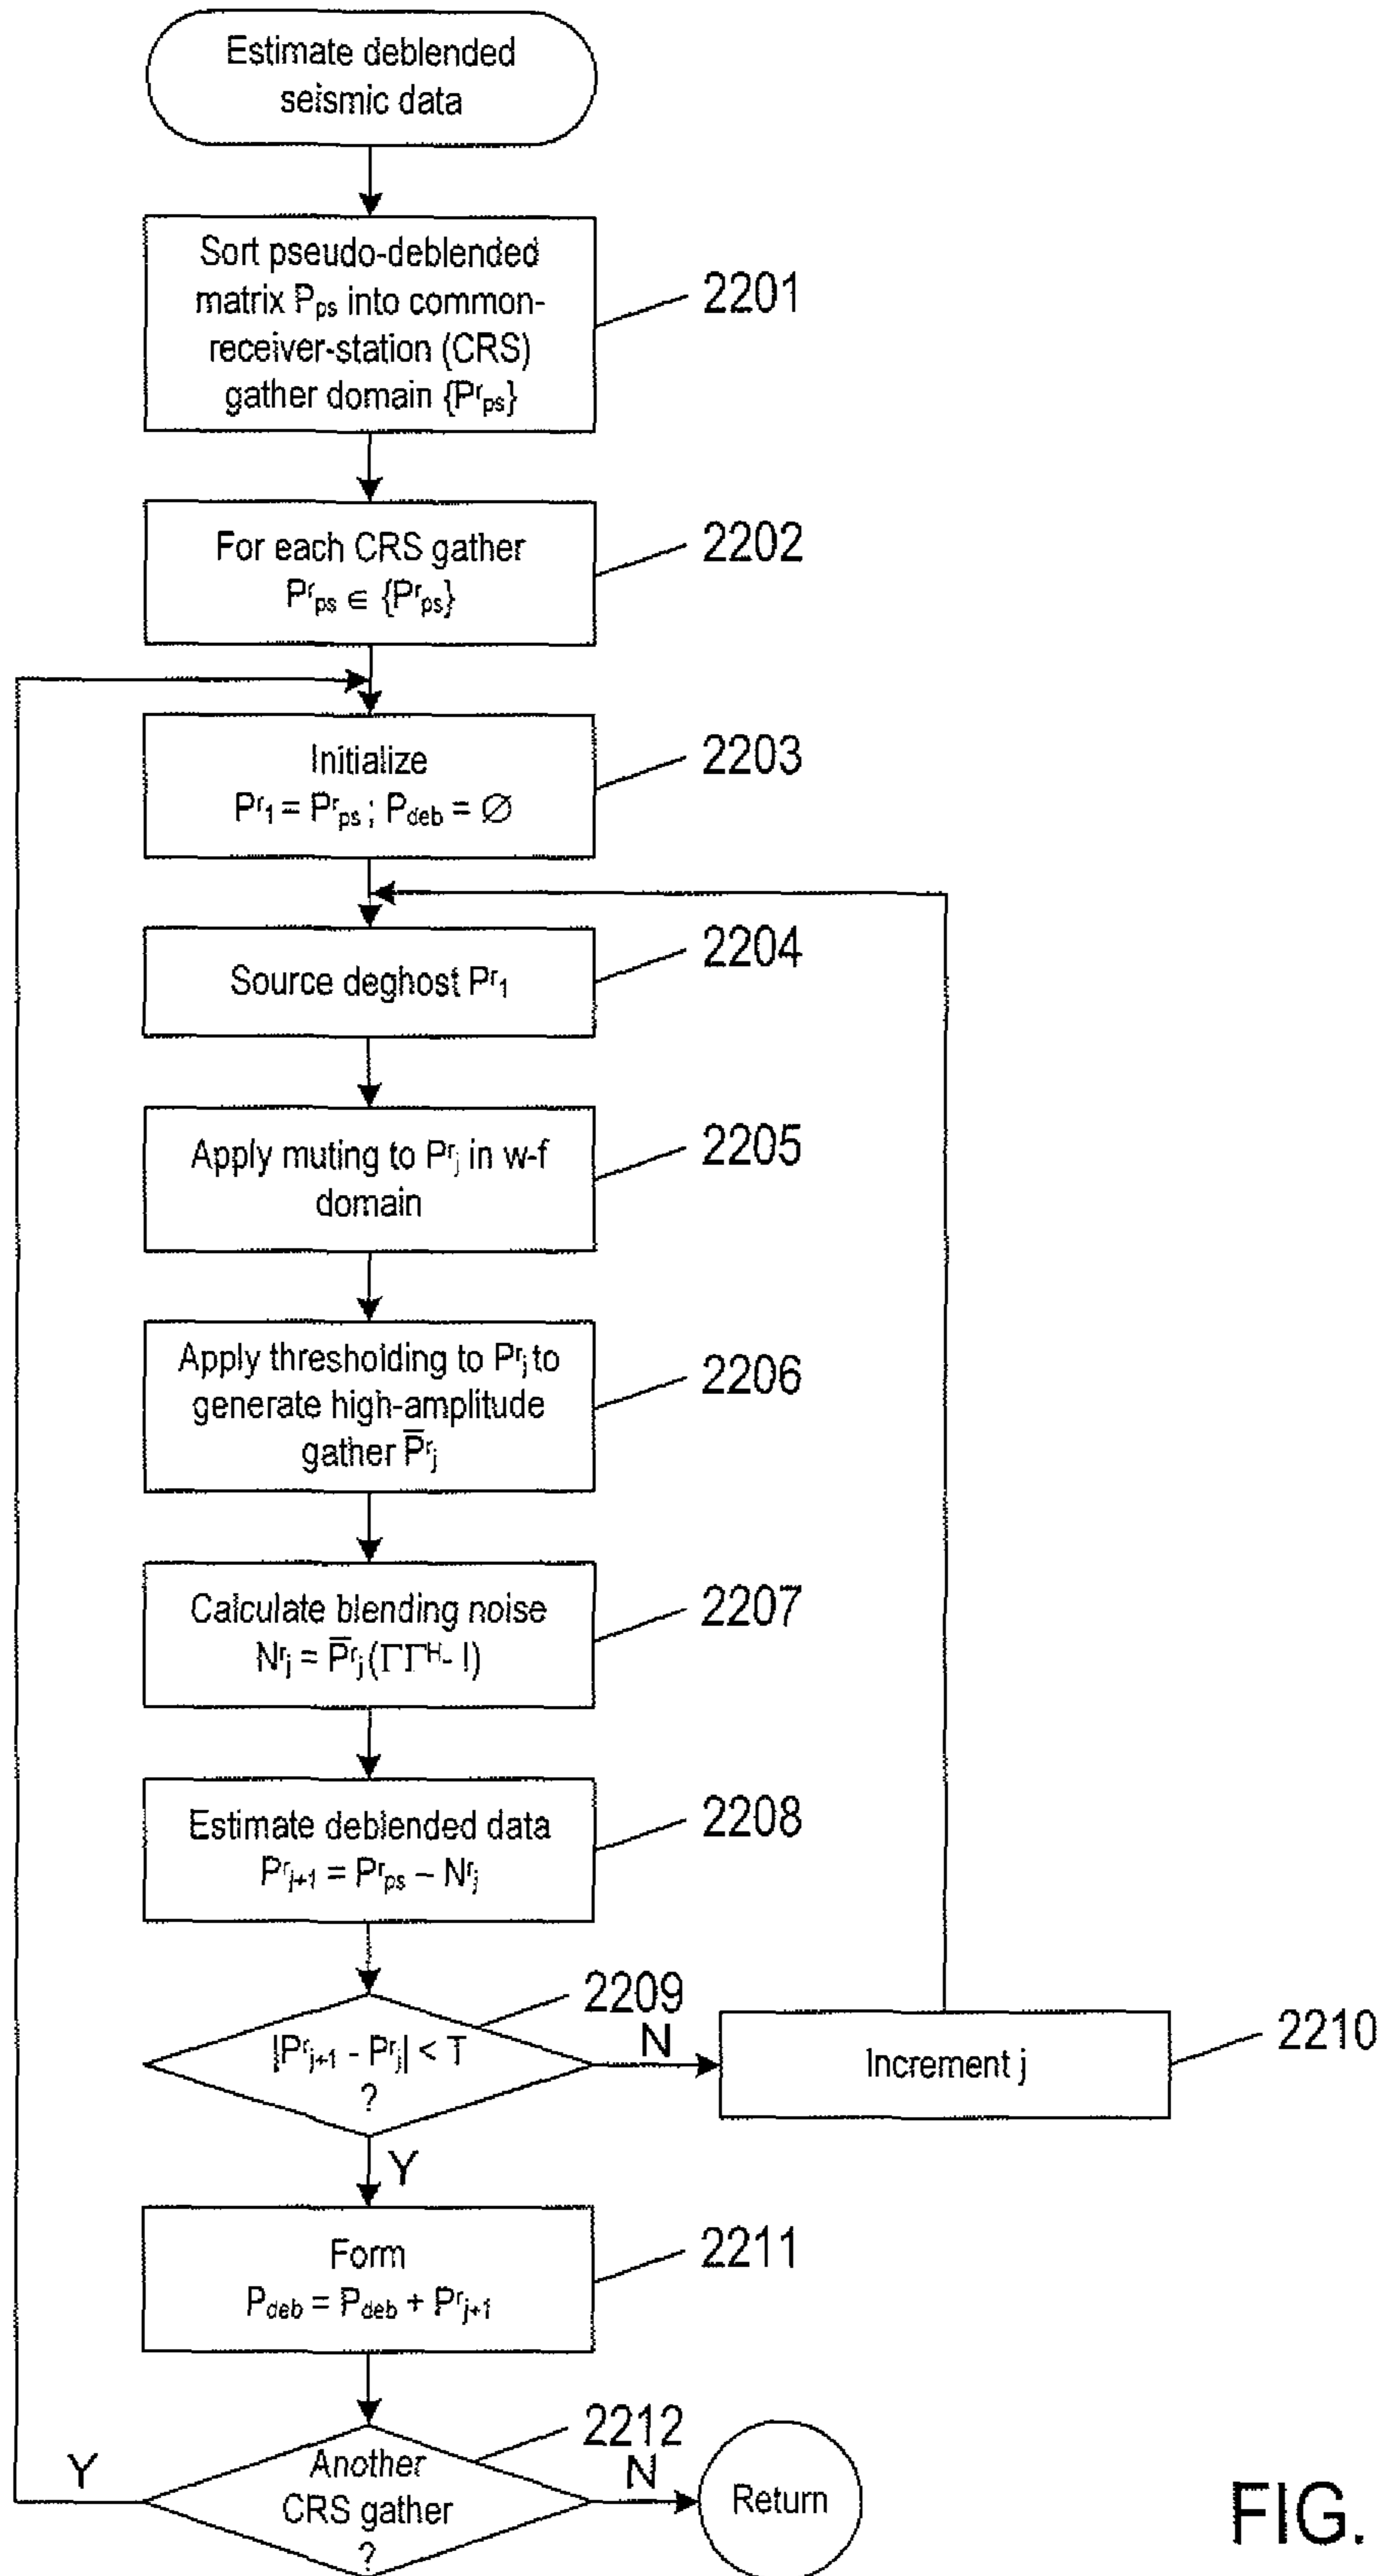 Estimate deblended
seismic data
Sort pseudo-deblended
matrix Pps into common-
receiver-station (CRS)
gather domain {Pʳps}
2201
For each CRS gather
Pʳps ∈ {Pʳps}
2202
Initialize
Pʳ1 = Pʳps ; Pdeb = ∅
2203
Source deghost Pʳ1
2204
Apply muting to Pʳj in w-f
domain
2205
Apply thresholding to Pʳj to
generate high-amplitude
gather P̅ʳj
2206
Calculate blending noise
Nʳj = P̅ʳj (ΓΓᴴ - I)
2207
Estimate deblended data
Pʳj+1 = Pʳps – Nʳj
2208
|Pʳj+1 - Pʳj| < T
?
2209
N
Increment j
2210
Y
Form
Pdeb = Pdeb + Pʳj+1
2211
Another
CRS gather
?
2212
Y
N
Return
FIG.